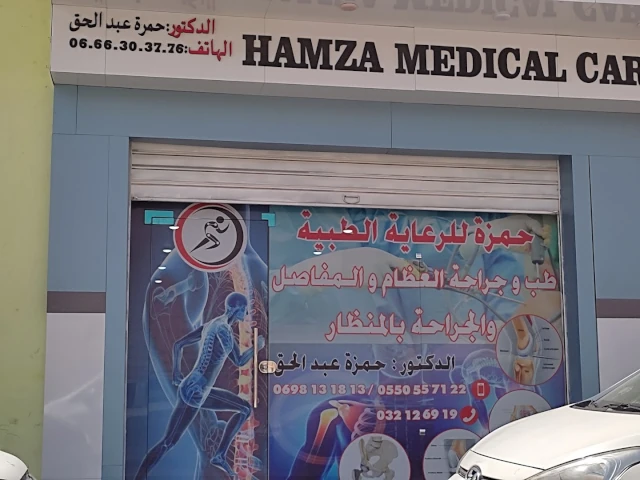 الدكتور:حمزة عبد الحق
الهاتف:06.66.30.37.76
HAMZA MEDICAL CAR
حمزة للرعاية الطبية
طب و جراحة العظام و المفاصل
والجراحة بالمنظار
الدكتور: حمزة عبد الحق
0698 13 18 13 / 0550 55 71 22
032 12 69 19